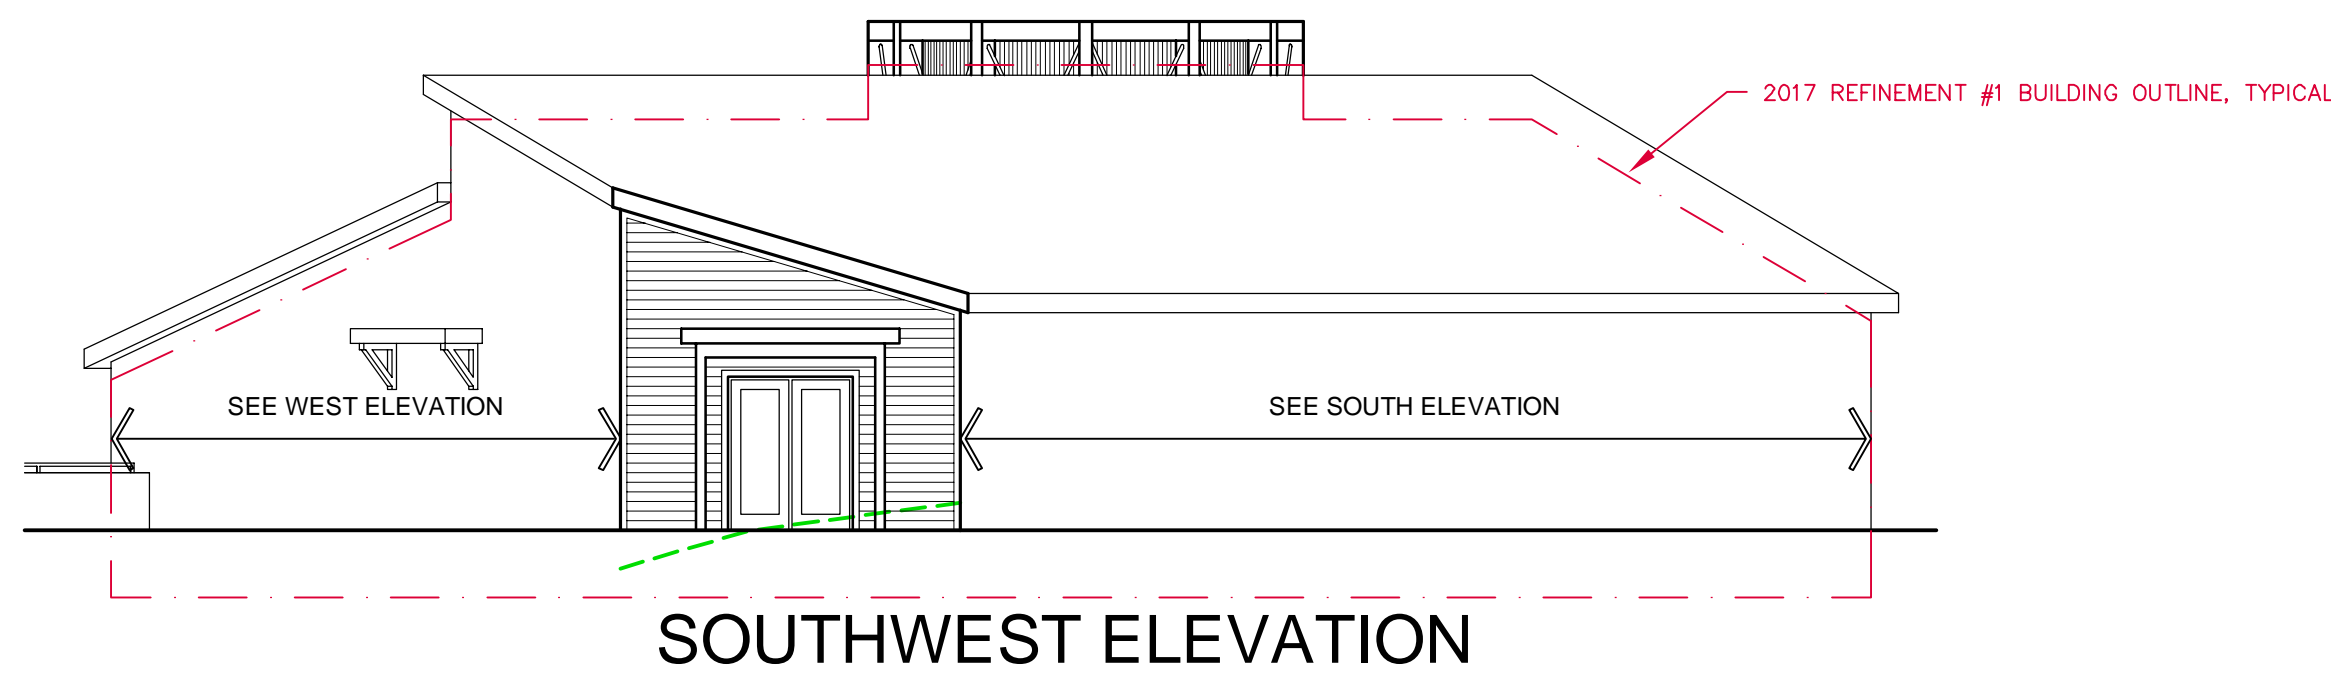 2017 REFINEMENT #1 BUILDING OUTLINE, TYPICAL
SEE WEST ELEVATION
SEE SOUTH ELEVATION
SOUTHWEST ELEVATION